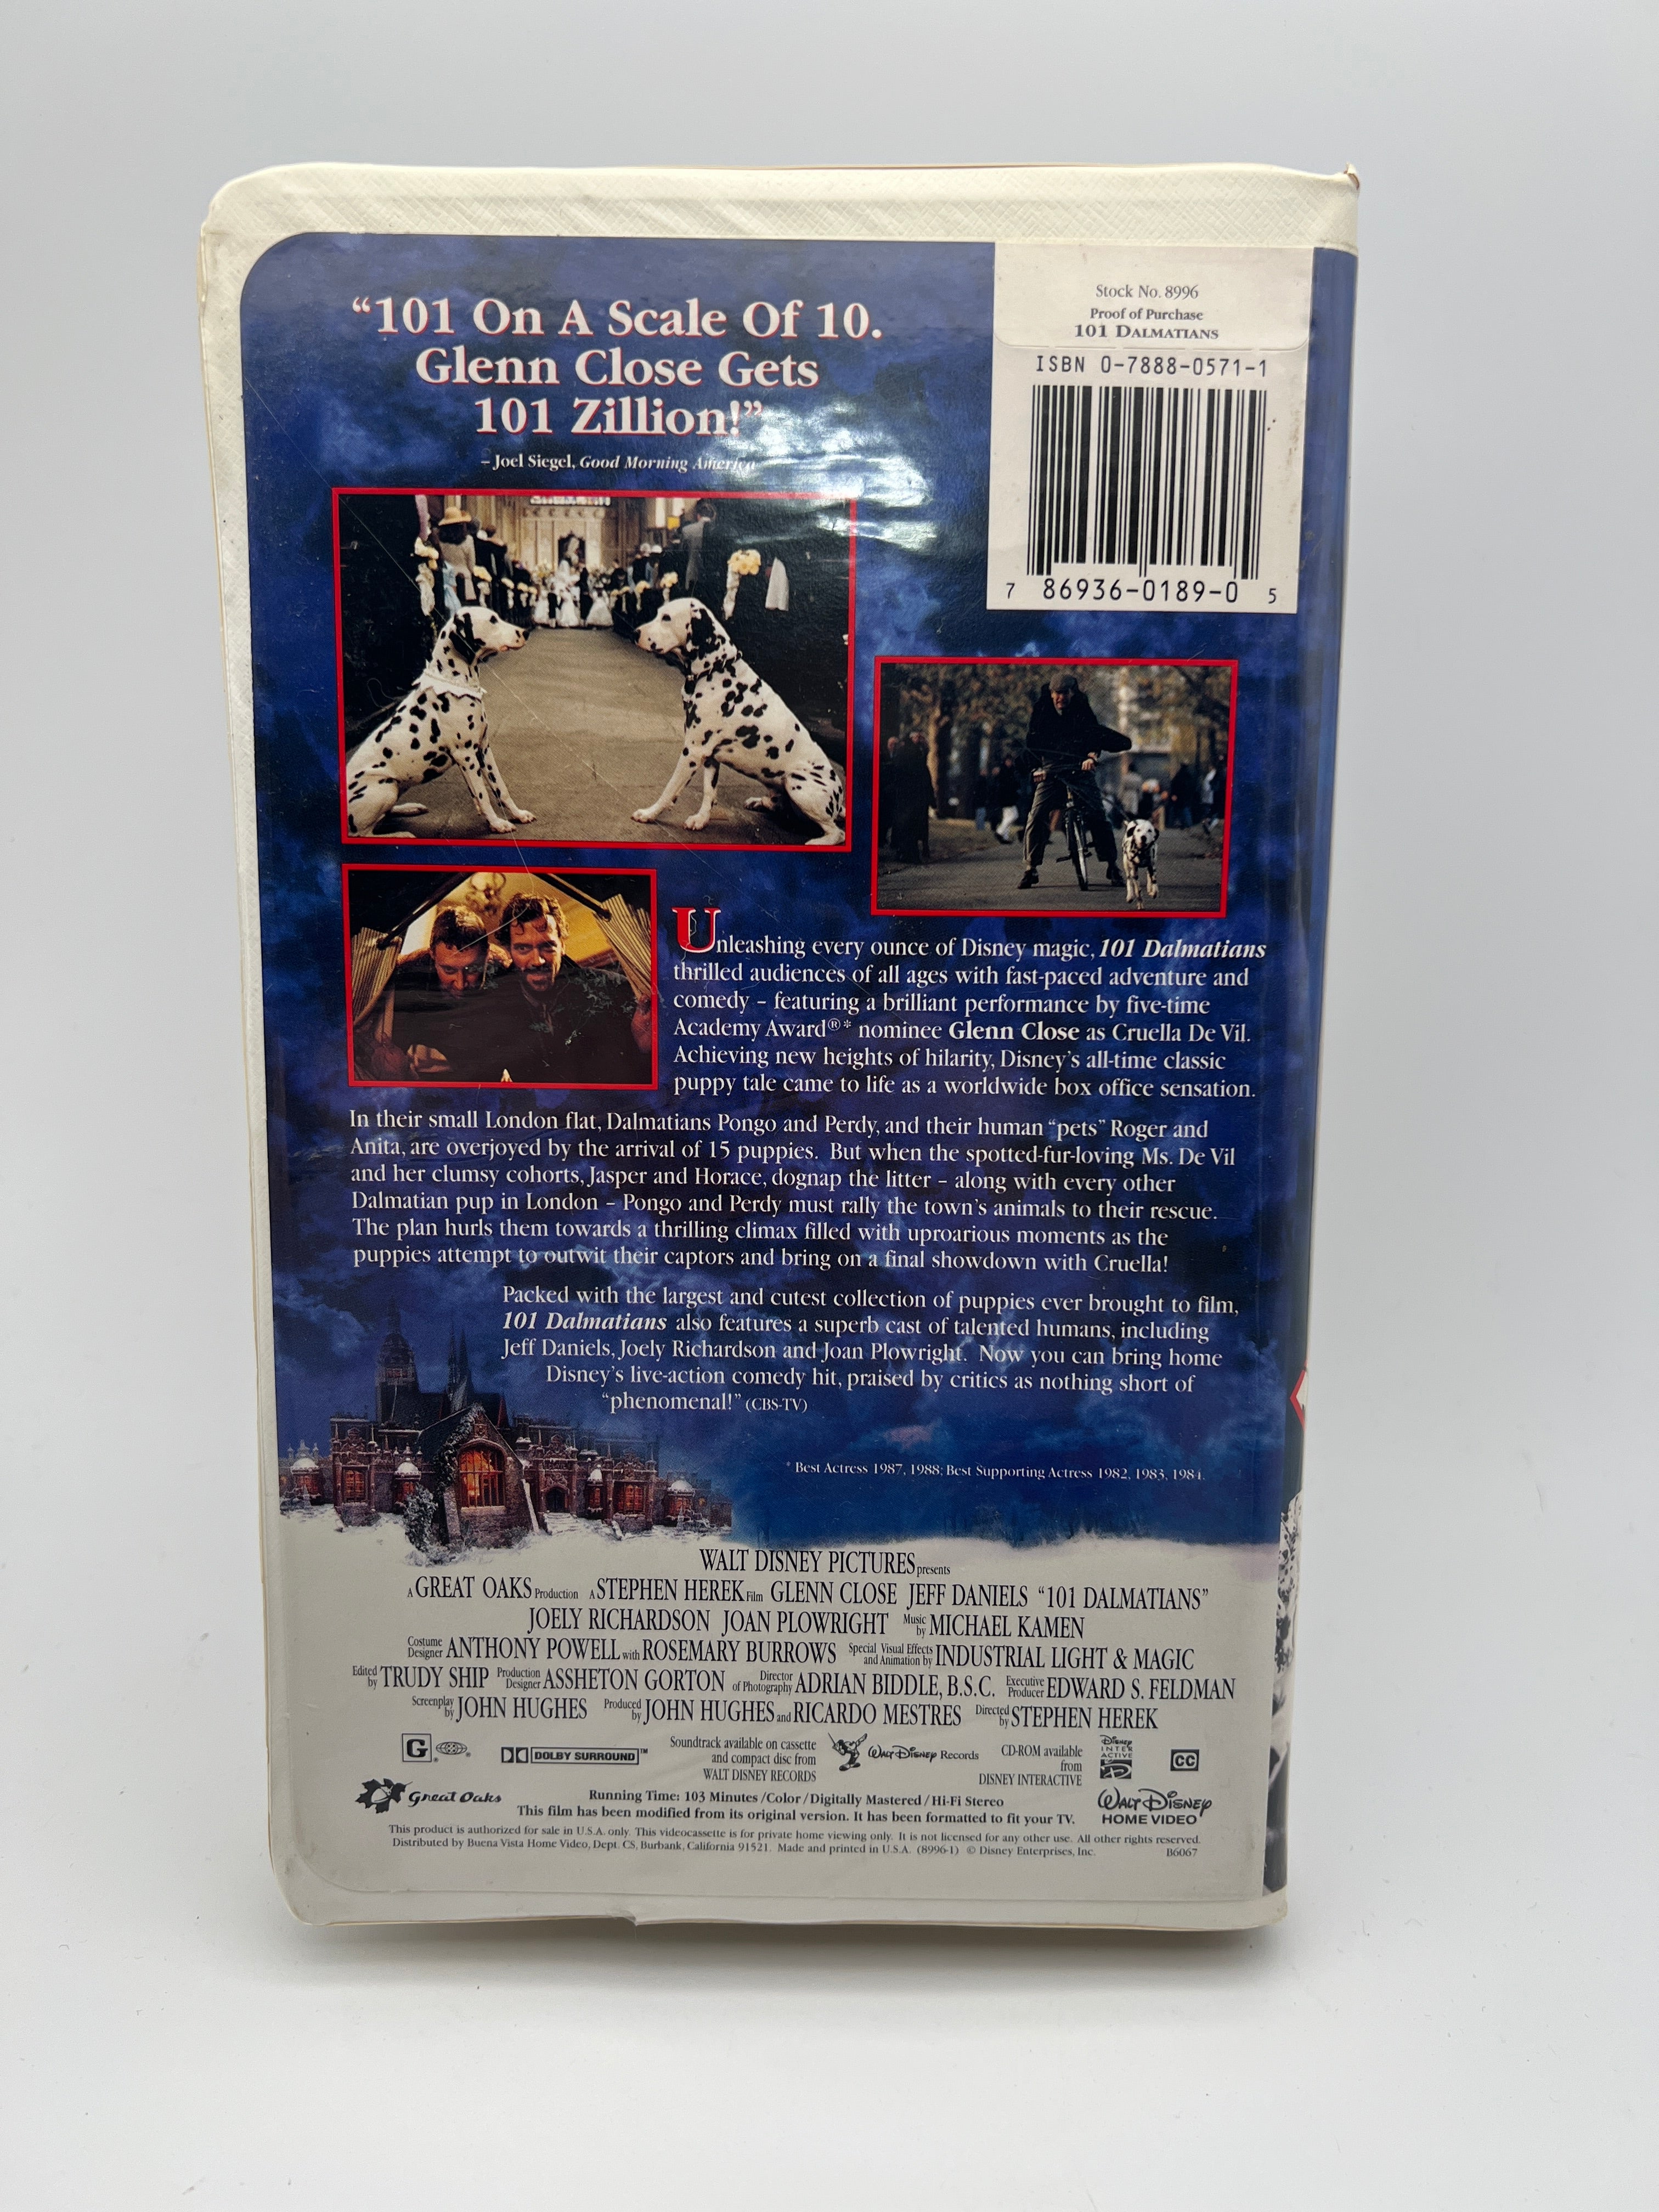 “101 On A Scale Of 10.
Glenn Close Gets
101 Zillion!”
– Joel Siegel, Good Morning America
Stock No. 8996
Proof of Purchase
101 DALMATIANS
ISBN 0-7888-0571-1
7 86936-0189-0 5
Unleashing every ounce of Disney magic, 101 Dalmatians
thrilled audiences of all ages with fast-paced adventure and
comedy – featuring a brilliant performance by five-time
Academy Award®* nominee Glenn Close as Cruella De Vil.
Achieving new heights of hilarity, Disney’s all-time classic
puppy tale came to life as a worldwide box office sensation.
In their small London flat, Dalmatians Pongo and Perdy, and their human “pets” Roger and
Anita, are overjoyed by the arrival of 15 puppies. But when the spotted-fur-loving Ms. De Vil
and her clumsy cohorts, Jasper and Horace, dognap the litter – along with every other
Dalmatian pup in London – Pongo and Perdy must rally the town’s animals to their rescue.
The plan hurls them towards a thrilling climax filled with uproarious moments as the
puppies attempt to outwit their captors and bring on a final showdown with Cruella!
Packed with the largest and cutest collection of puppies ever brought to film,
101 Dalmatians also features a superb cast of talented humans, including
Jeff Daniels, Joely Richardson and Joan Plowright. Now you can bring home
Disney’s live-action comedy hit, praised by critics as nothing short of
“phenomenal!” (CBS-TV)
* Best Actress 1987, 1988; Best Supporting Actress 1982, 1983, 1984.
WALT DISNEY PICTURES presents
A GREAT OAKS Production A STEPHEN HEREK Film GLENN CLOSE JEFF DANIELS “101 DALMATIANS”
JOELY RICHARDSON JOAN PLOWRIGHT Music by MICHAEL KAMEN
Costume Designer ANTHONY POWELL with ROSEMARY BURROWS Special Visual Effects and Animation by INDUSTRIAL LIGHT & MAGIC
Edited by TRUDY SHIP Production Designer ASSHETON GORTON Director of Photography ADRIAN BIDDLE, B.S.C. Executive Producer EDWARD S. FELDMAN
Screenplay by JOHN HUGHES Produced by JOHN HUGHES and RICARDO MESTRES Directed by STEPHEN HEREK
G ®
DOLBY SURROUND™
Soundtrack available on cassette
and compact disc from
WALT DISNEY RECORDS
Walt Disney Records
CD-ROM available
from
DISNEY INTERACTIVE
Disney
INTER
ACTIVE
CC
Great Oaks
Running Time: 103 Minutes / Color / Digitally Mastered / Hi-Fi Stereo
This film has been modified from its original version. It has been formatted to fit your TV.
Walt Disney
HOME VIDEO
This product is authorized for sale in U.S.A. only. This videocassette is for private home viewing only. It is not licensed for any other use. All other rights reserved.
Distributed by Buena Vista Home Video, Dept. CS, Burbank, California 91521. Made and printed in U.S.A. (8996-1) © Disney Enterprises, Inc.
B6067